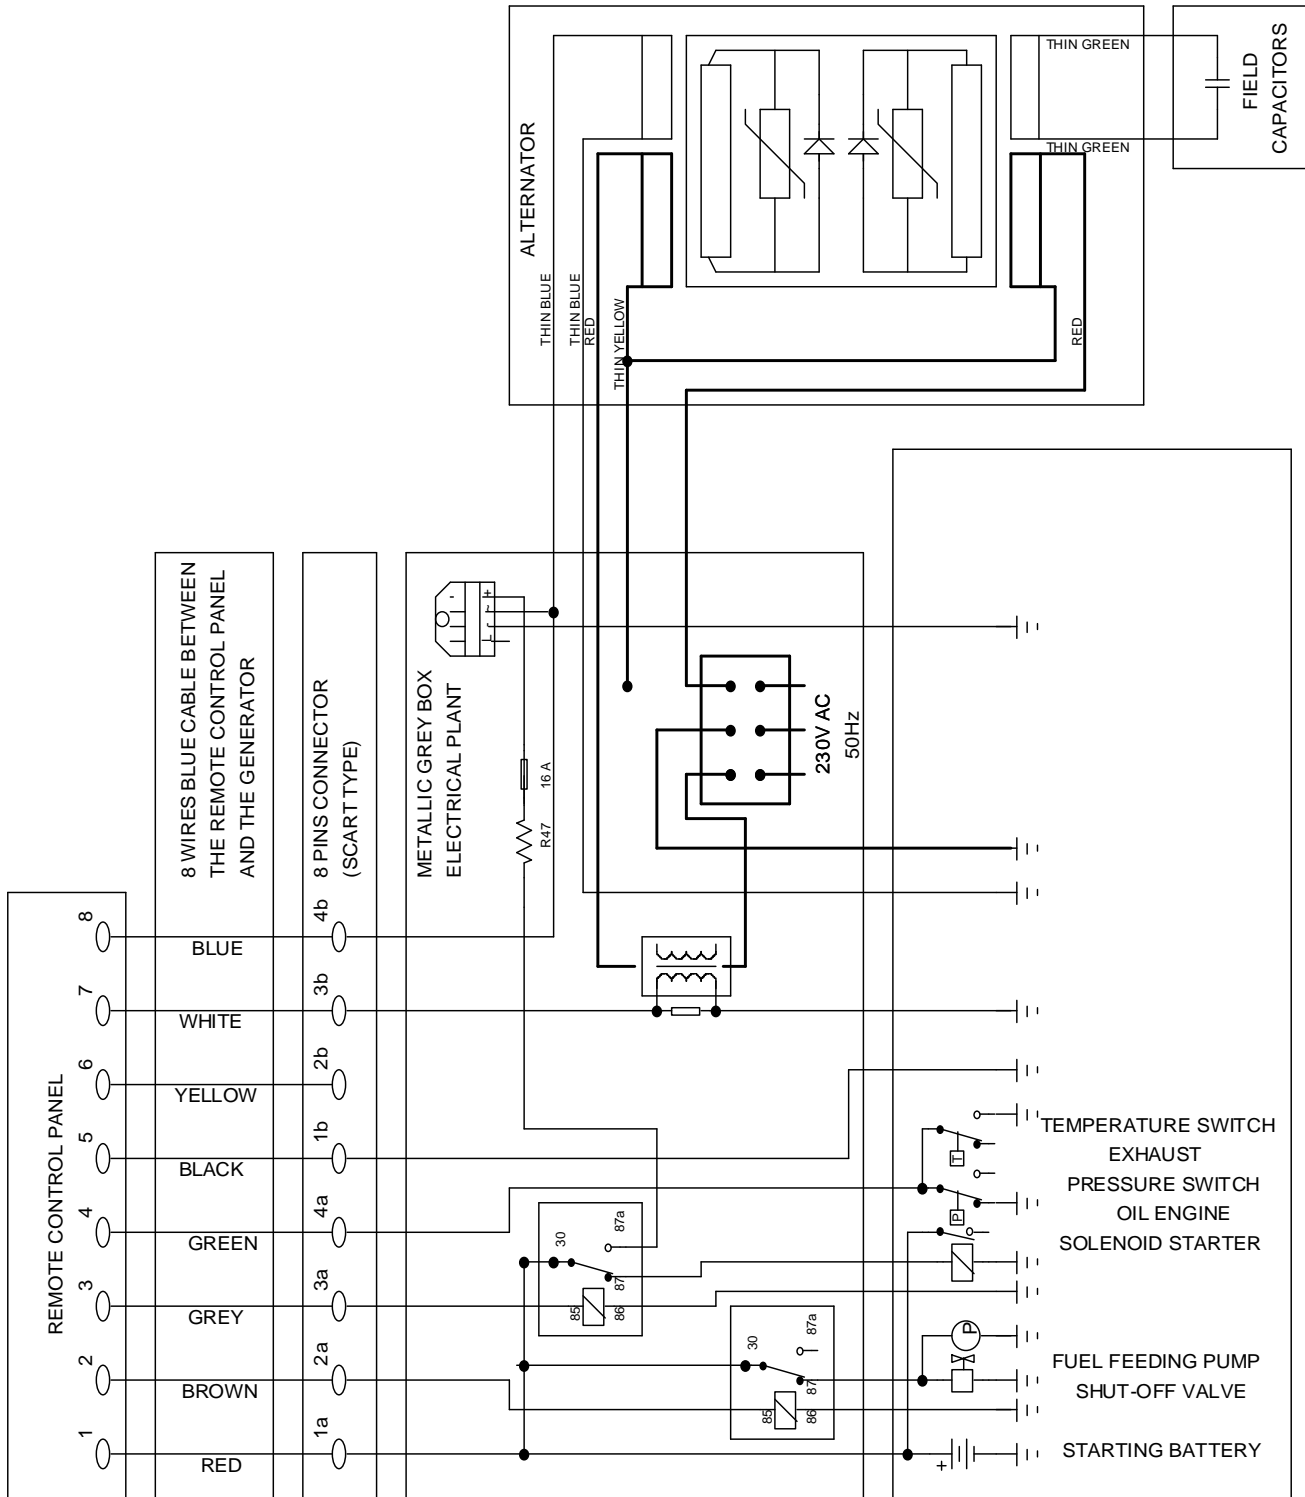 THIN GREEN
THIN GREEN
FIELD
CAPACITORS
ALTERNATOR
THIN BLUE
THIN BLUE
RED
THIN YELLOW
RED
8 WIRES BLUE CABLE BETWEEN
THE REMOTE CONTROL PANEL
AND THE GENERATOR
8 PINS CONNECTOR
(SCART TYPE)
METALLIC GREY BOX
ELECTRICAL PLANT
- +
~
16 A
R47
230V AC
50Hz
REMOTE CONTROL PANEL
8 BLUE 4b
7 WHITE 3b
6 YELLOW 2b
5 BLACK 1b
4 GREEN 4a
3 GREY 3a
2 BROWN 2a
1 RED 1a
30
87a
87
85
86
30
87a
87
85
86
T
P
P
+
TEMPERATURE SWITCH
EXHAUST
PRESSURE SWITCH
OIL ENGINE
SOLENOID STARTER
FUEL FEEDING PUMP
SHUT-OFF VALVE
STARTING BATTERY